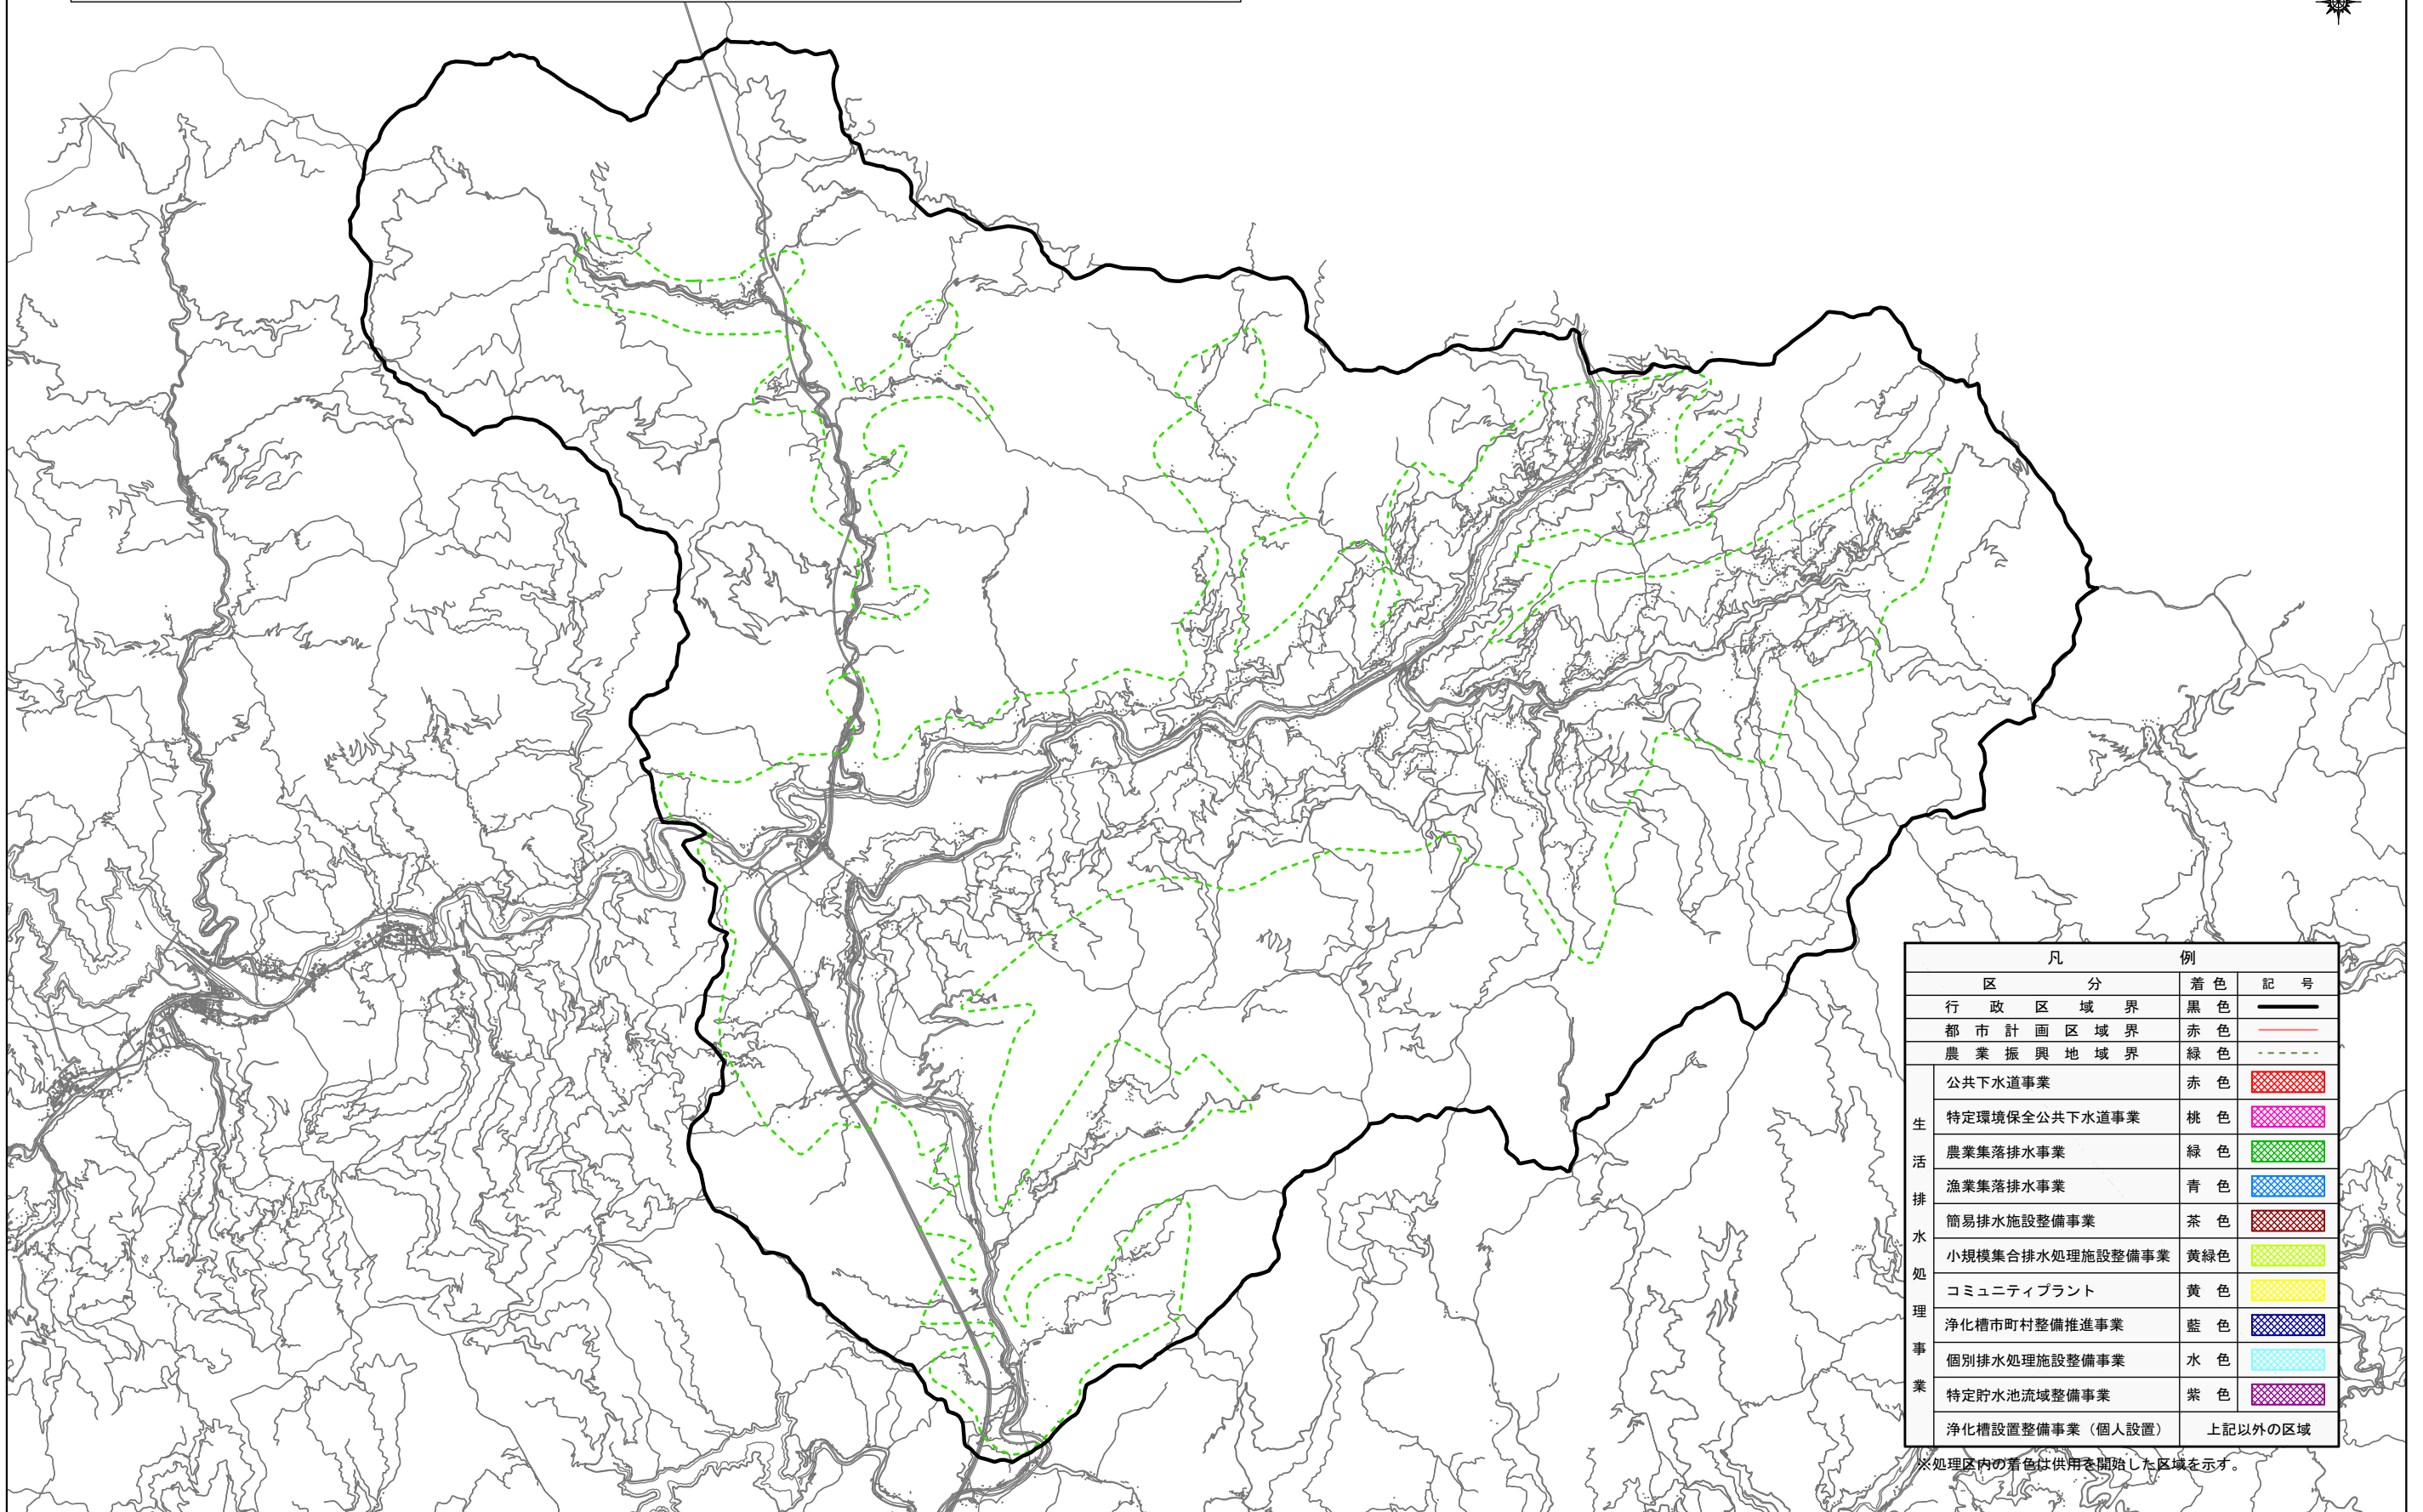 凡 例
区 分 着色 記 号
行政区域界 黒色
都市計画区域界 赤色
農業振興地域界 緑色
生活排水処理事業
公共下水道事業 赤色
特定環境保全公共下水道事業 桃色
農業集落排水事業 緑色
漁業集落排水事業 青色
簡易排水施設整備事業 茶色
小規模集合排水処理施設整備事業 黄緑色
コミュニティプラント 黄色
浄化槽市町村整備推進事業 藍色
個別排水処理施設整備事業 水色
特定貯水池流域整備事業 紫色
浄化槽設置整備事業（個人設置） 上記以外の区域
※処理区内の着色は供用を開始した区域を示す。